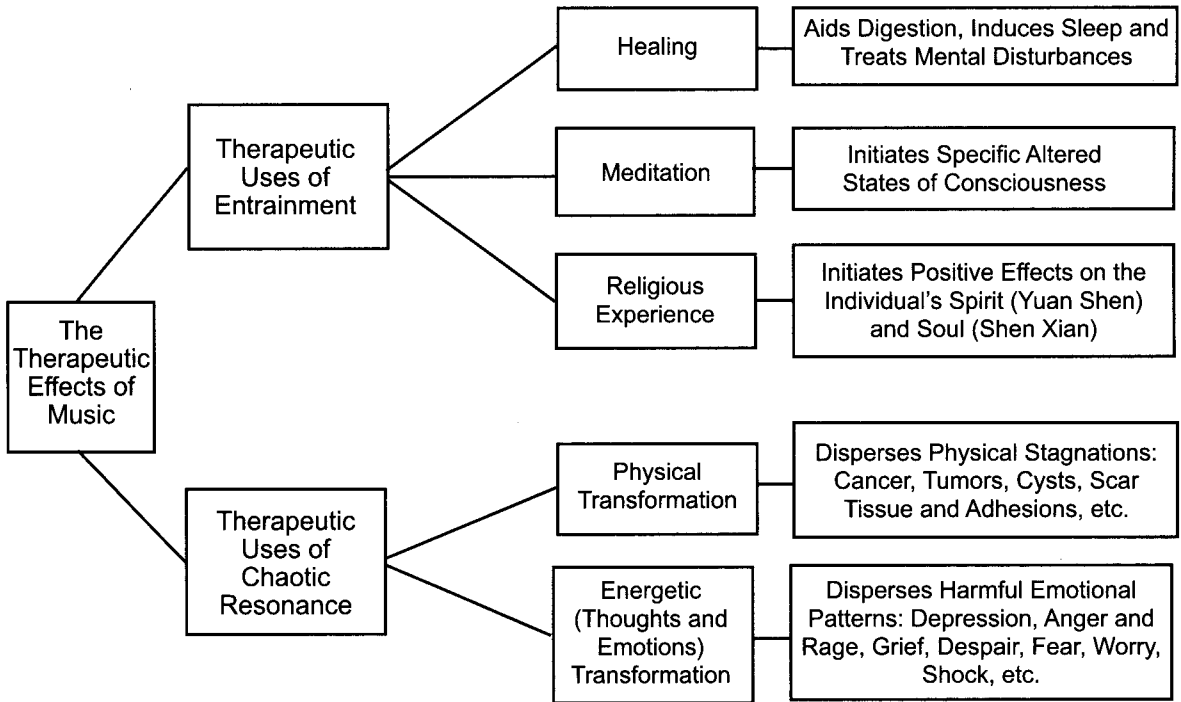 The
Therapeutic
Effects of
Music
Therapeutic
Uses of
Entrainment
Healing
Aids Digestion, Induces Sleep and
Treats Mental Disturbances
Meditation
Initiates Specific Altered
States of Consciousness
Religious
Experience
Initiates Positive Effects on the
Individual's Spirit (Yuan Shen)
and Soul (Shen Xian)
Therapeutic
Uses of
Chaotic
Resonance
Physical
Transformation
Disperses Physical Stagnations:
Cancer, Tumors, Cysts, Scar
Tissue and Adhesions, etc.
Energetic
(Thoughts and
Emotions)
Transformation
Disperses Harmful Emotional
Patterns: Depression, Anger and
Rage, Grief, Despair, Fear, Worry,
Shock, etc.